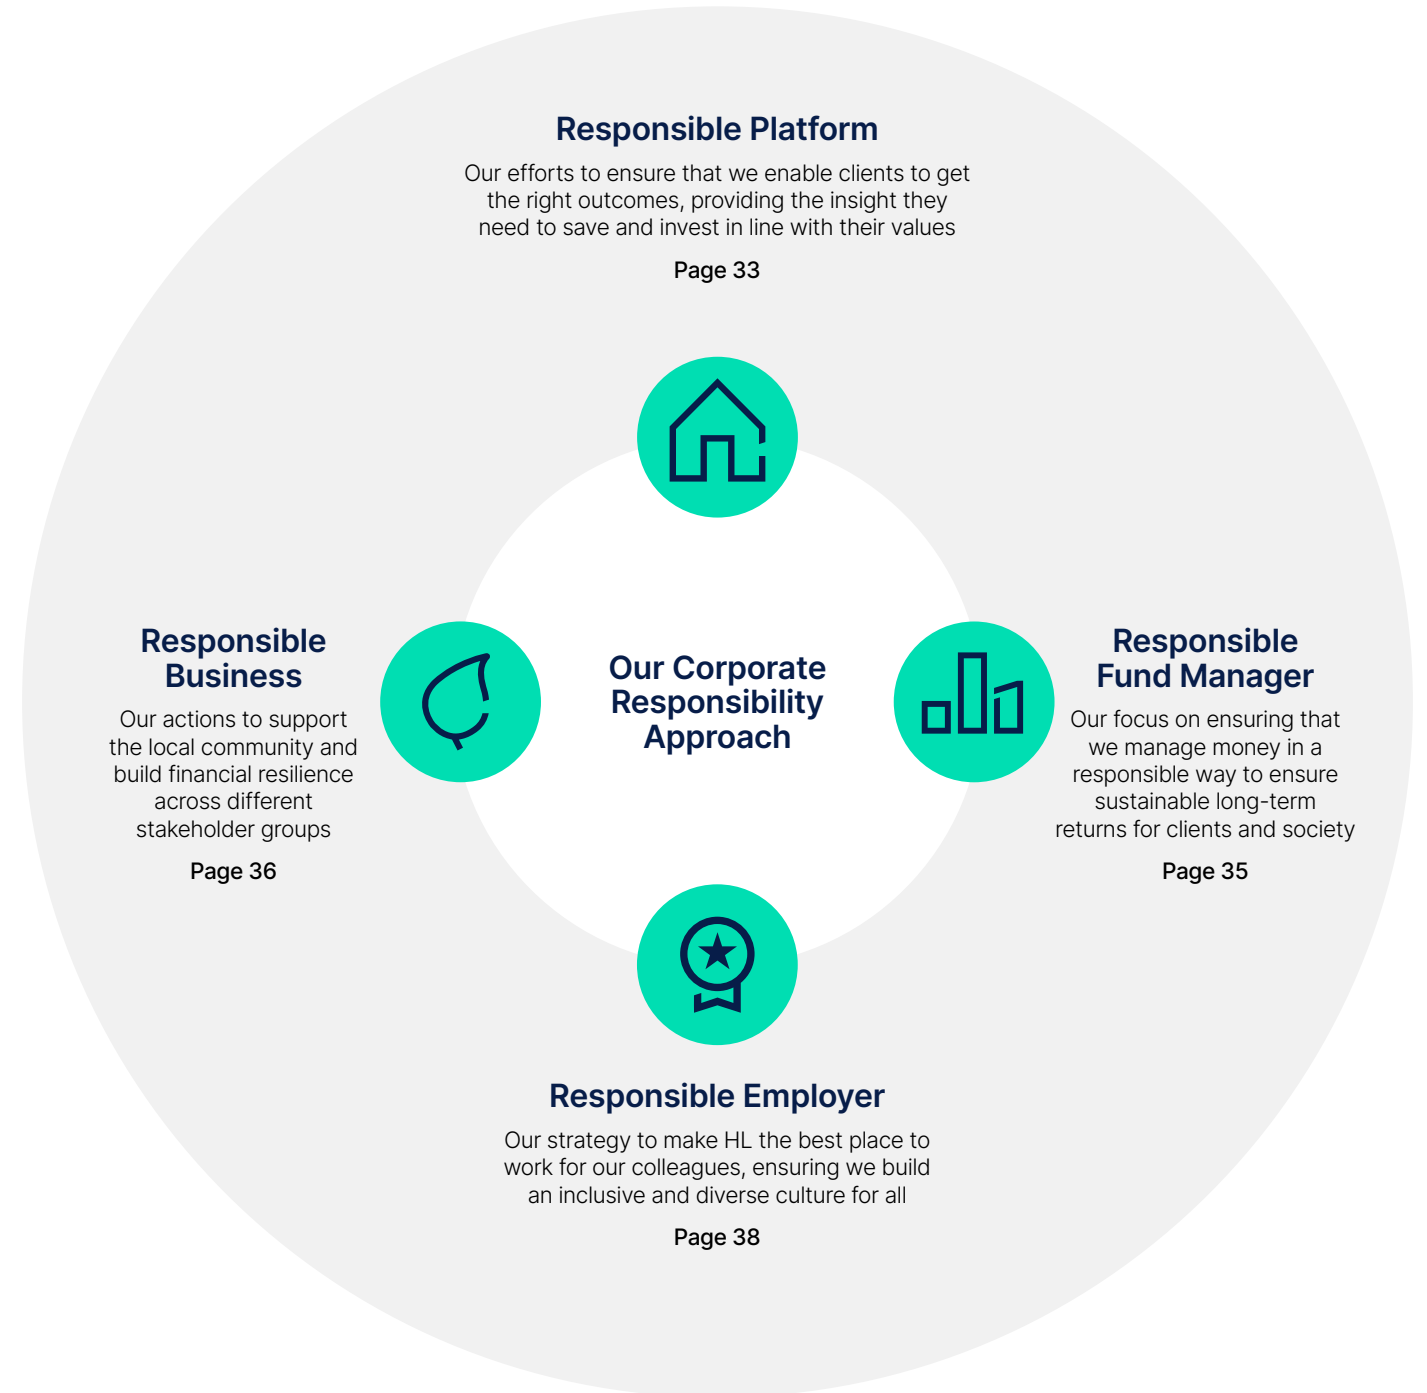 Responsible Platform
Our efforts to ensure that we enable clients to get
the right outcomes, providing the insight they
need to save and invest in line with their values
Page 33
Responsible
Business
Our actions to support
the local community and
build financial resilience
across different
stakeholder groups
Page 36
Our Corporate
Responsibility
Approach
Responsible
Fund Manager
Our focus on ensuring that
we manage money in a
responsible way to ensure
sustainable long-term
returns for clients and society
Page 35
Responsible Employer
Our strategy to make HL the best place to
work for our colleagues, ensuring we build
an inclusive and diverse culture for all
Page 38